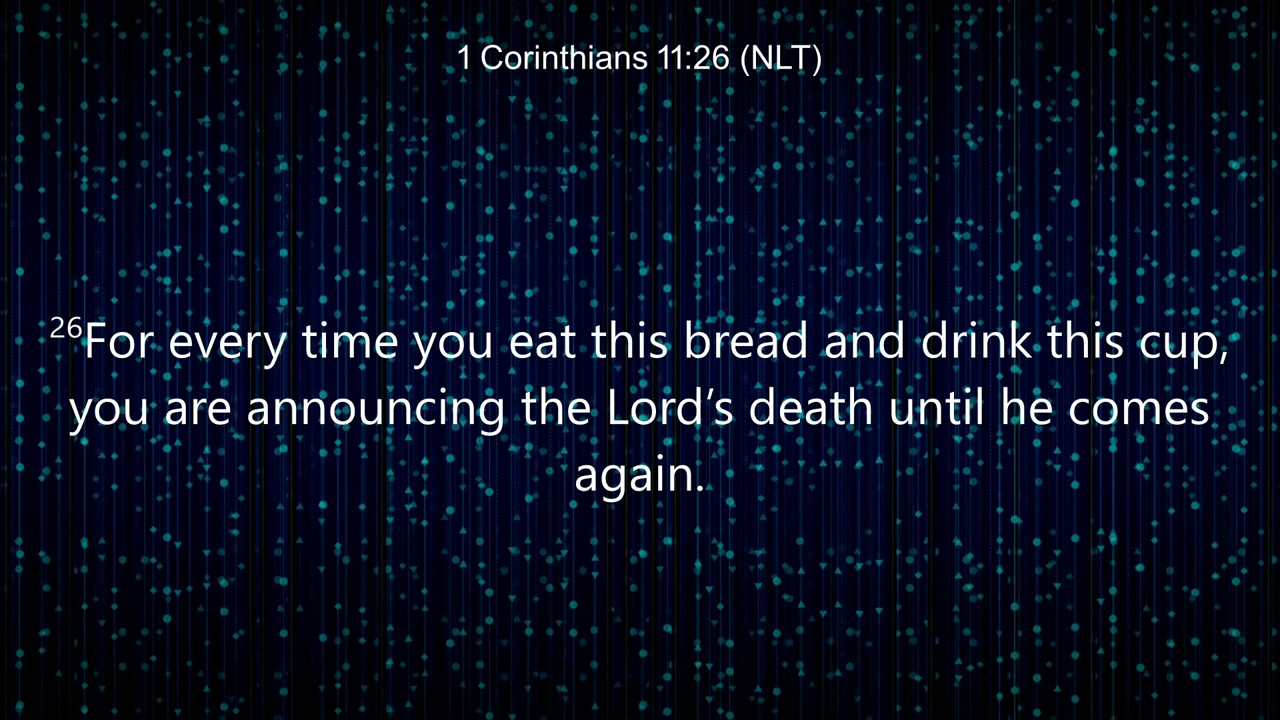 1 Corinthians 11:26 (NLT)
26For every time you eat this bread and drink this cup,
you are announcing the Lord’s death until he comes
again.